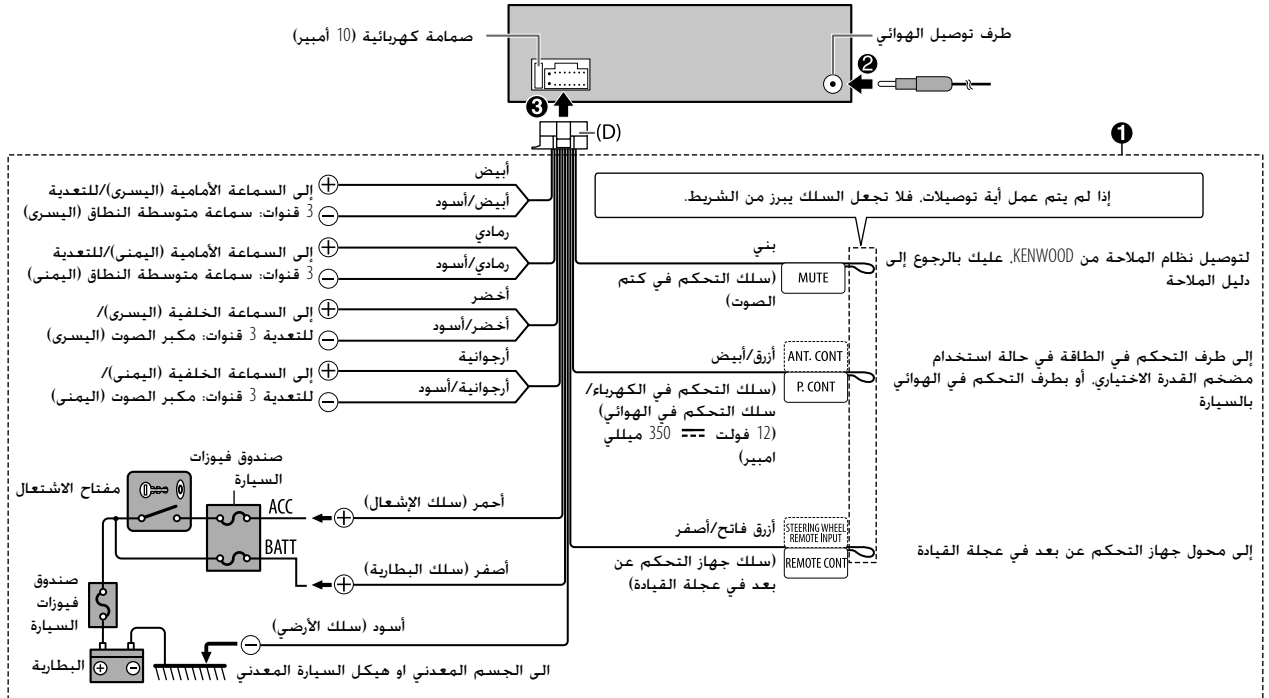 طرف توصيل الهوائي
صمامة كهربائية (10 أمبير)
❷
❸
(D)
❶
أبيض
إلى السماعة الأمامية (اليسرى)/للتعدية
أبيض/أسود
3 قنوات: سماعة متوسطة النطاق (اليسرى)
رمادي
إلى السماعة الأمامية (اليمنى)/للتعدية
رمادي/أسود
3 قنوات: سماعة متوسطة النطاق (اليمنى)
أخضر
إلى السماعة الخلفية (اليسرى)/
أخضر/أسود
للتعدية 3 قنوات: مكبر الصوت (اليسرى)
أرجوانية
إلى السماعة الخلفية (اليمنى)/
أرجوانية/أسود
للتعدية 3 قنوات: مكبر الصوت (اليمنى)
إذا لم يتم عمل أية توصيلات، فلا تجعل السلك يبرز من الشريط.
بني
MUTE
(سلك التحكم في كتم
الصوت)
لتوصيل نظام الملاحة من KENWOOD، عليك بالرجوع إلى
دليل الملاحة
أزرق/أبيض
ANT. CONT
P. CONT
(سلك التحكم في الكهرباء/
سلك التحكم في الهوائي)
(12 فولت ⎓ 350 ميللي
امبير)
إلى طرف التحكم في الطاقة في حالة استخدام
مضخم القدرة الاختياري، أو بطرف التحكم في الهوائي
بالسيارة
أزرق فاتح/أصفر
STEERING WHEEL
REMOTE INPUT
REMOTE CONT
(سلك جهاز التحكم عن
بعد في عجلة القيادة)
إلى محول جهاز التحكم عن بعد في عجلة القيادة
صندوق فيوزات
السيارة
مفتاح الاشتعال
ACC
أحمر (سلك الإشعال)
BATT
أصفر (سلك البطارية)
صندوق
فيوزات
السيارة
أسود (سلك الأرضي)
البطارية
الى الجسم المعدني او هيكل السيارة المعدني